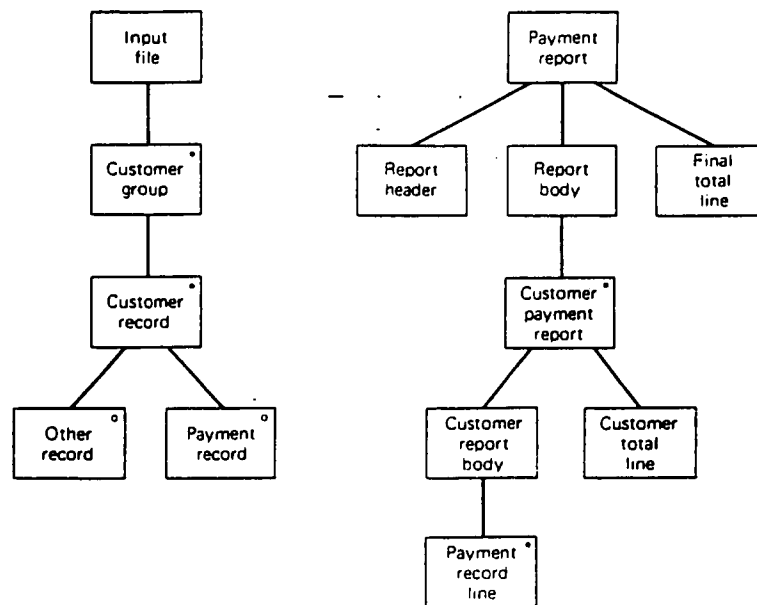 Input
file
Customer
group
Customer
record
Other
record
Payment
record
Payment
report
Report
header
Report
body
Final
total
line
Customer
payment
report
Customer
report
body
Customer
total
line
Payment
record
line